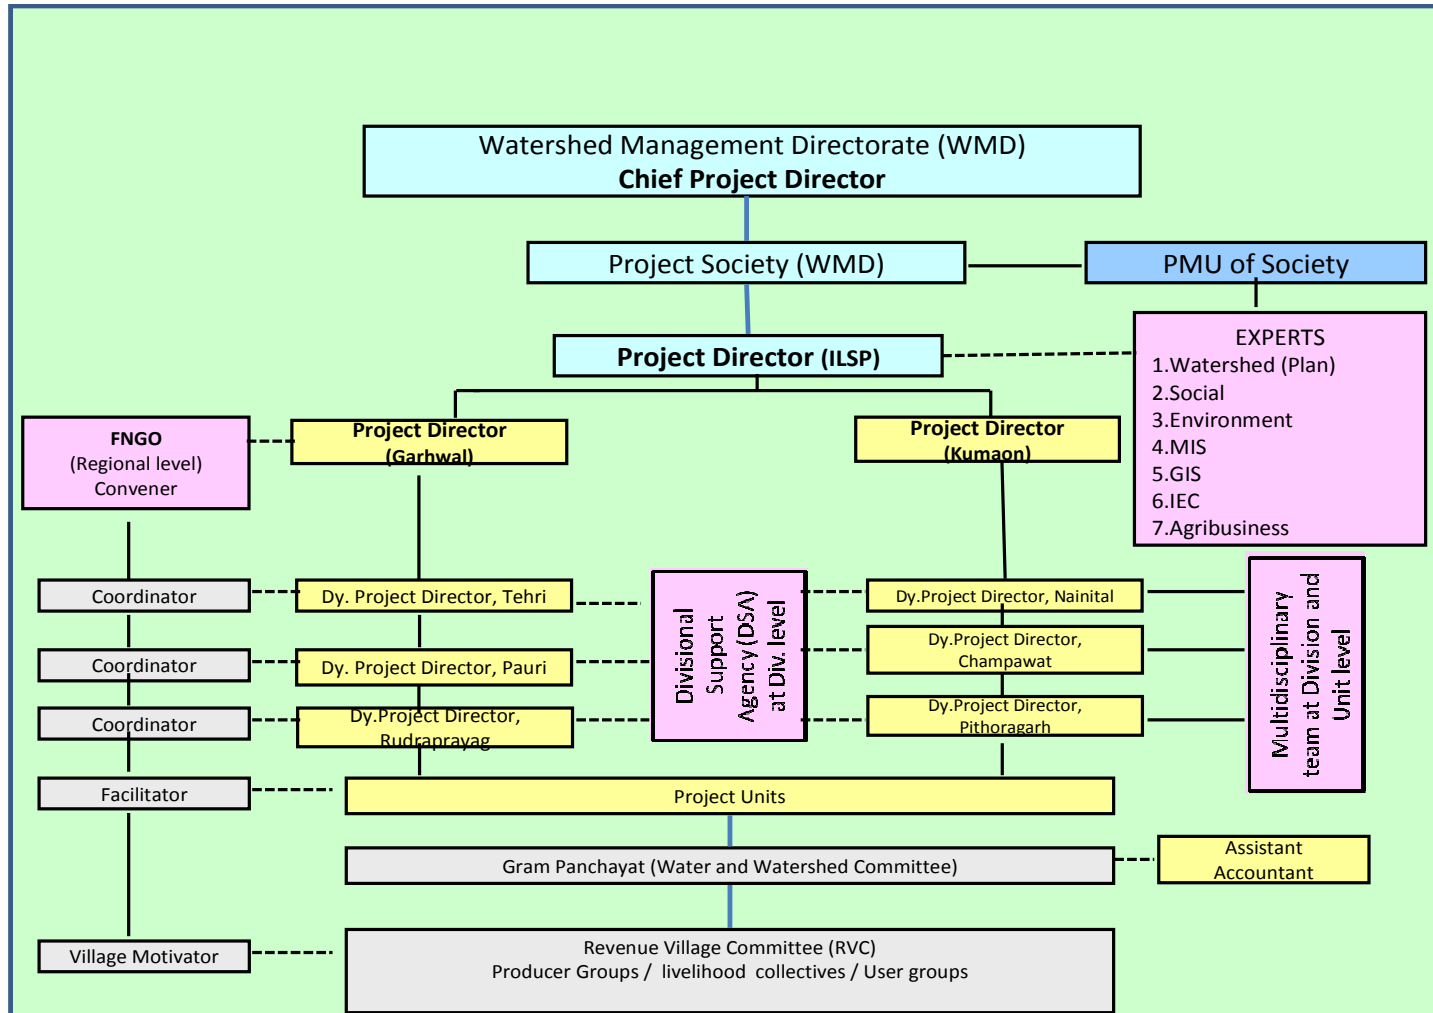 Watershed Management Directorate (WMD)
Chief Project Director
Project Society (WMD)
PMU of Society
Project Director (ILSP)
EXPERTS
1.Watershed (Plan)
2.Social
3.Environment
4.MIS
5.GIS
6.IEC
7.Agribusiness
FNGO
(Regional level)
Convener
Project Director
(Garhwal)
Project Director
(Kumaon)
Coordinator
Dy. Project Director, Tehri
Divisional
Support
Agency (DSA)
at Div. level
Dy.Project Director, Nainital
Multidisciplinary
team at Division and
Unit level
Coordinator
Dy. Project Director, Pauri
Dy.Project Director,
Champawat
Coordinator
Dy.Project Director,
Rudraprayag
Dy.Project Director,
Pithoragarh
Facilitator
Project Units
Gram Panchayat (Water and Watershed Committee)
Assistant
Accountant
Village Motivator
Revenue Village Committee (RVC)
Producer Groups / livelihood collectives / User groups